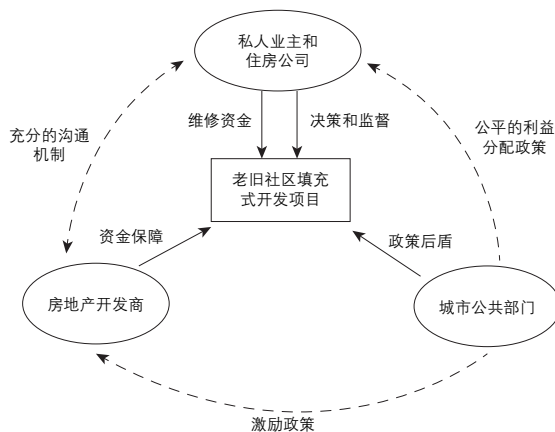 私人业主和
住房公司
充分的沟通
机制
维修资金
决策和监督
公平的利益
分配政策
老旧社区填充
式开发项目
资金保障
政策后盾
房地产开发商
城市公共部门
激励政策